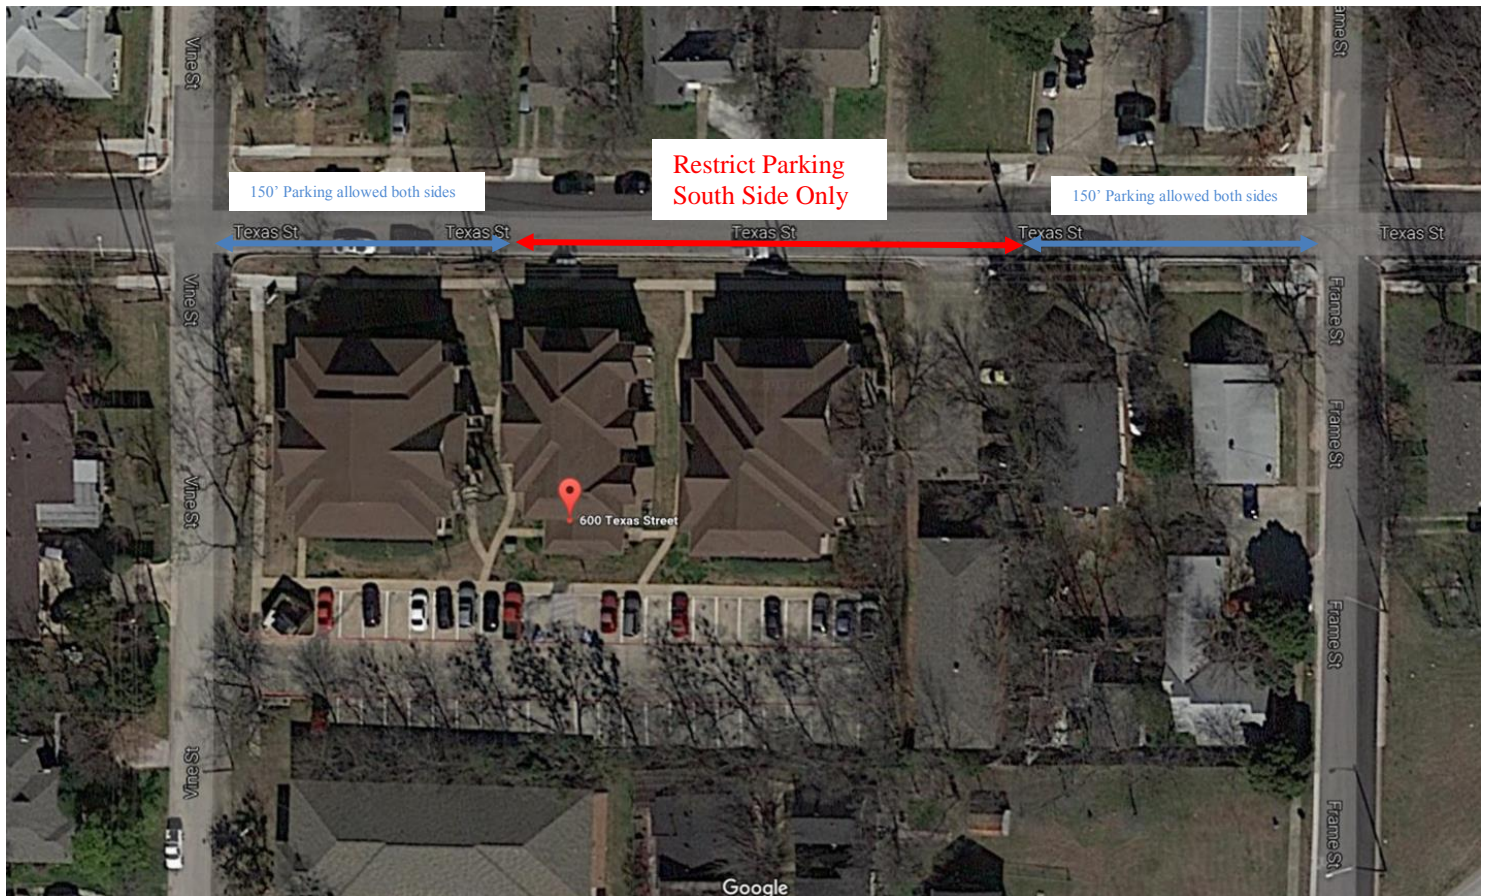 Vine St
Frame St
Restrict Parking
South Side Only
150’ Parking allowed both sides
150’ Parking allowed both sides
Texas St
Texas St
Texas St
Texas St
Texas St
Vine St
Frame St
Frame St
Vine St
600 Texas Street
Frame St
Vine St
Frame St
Google